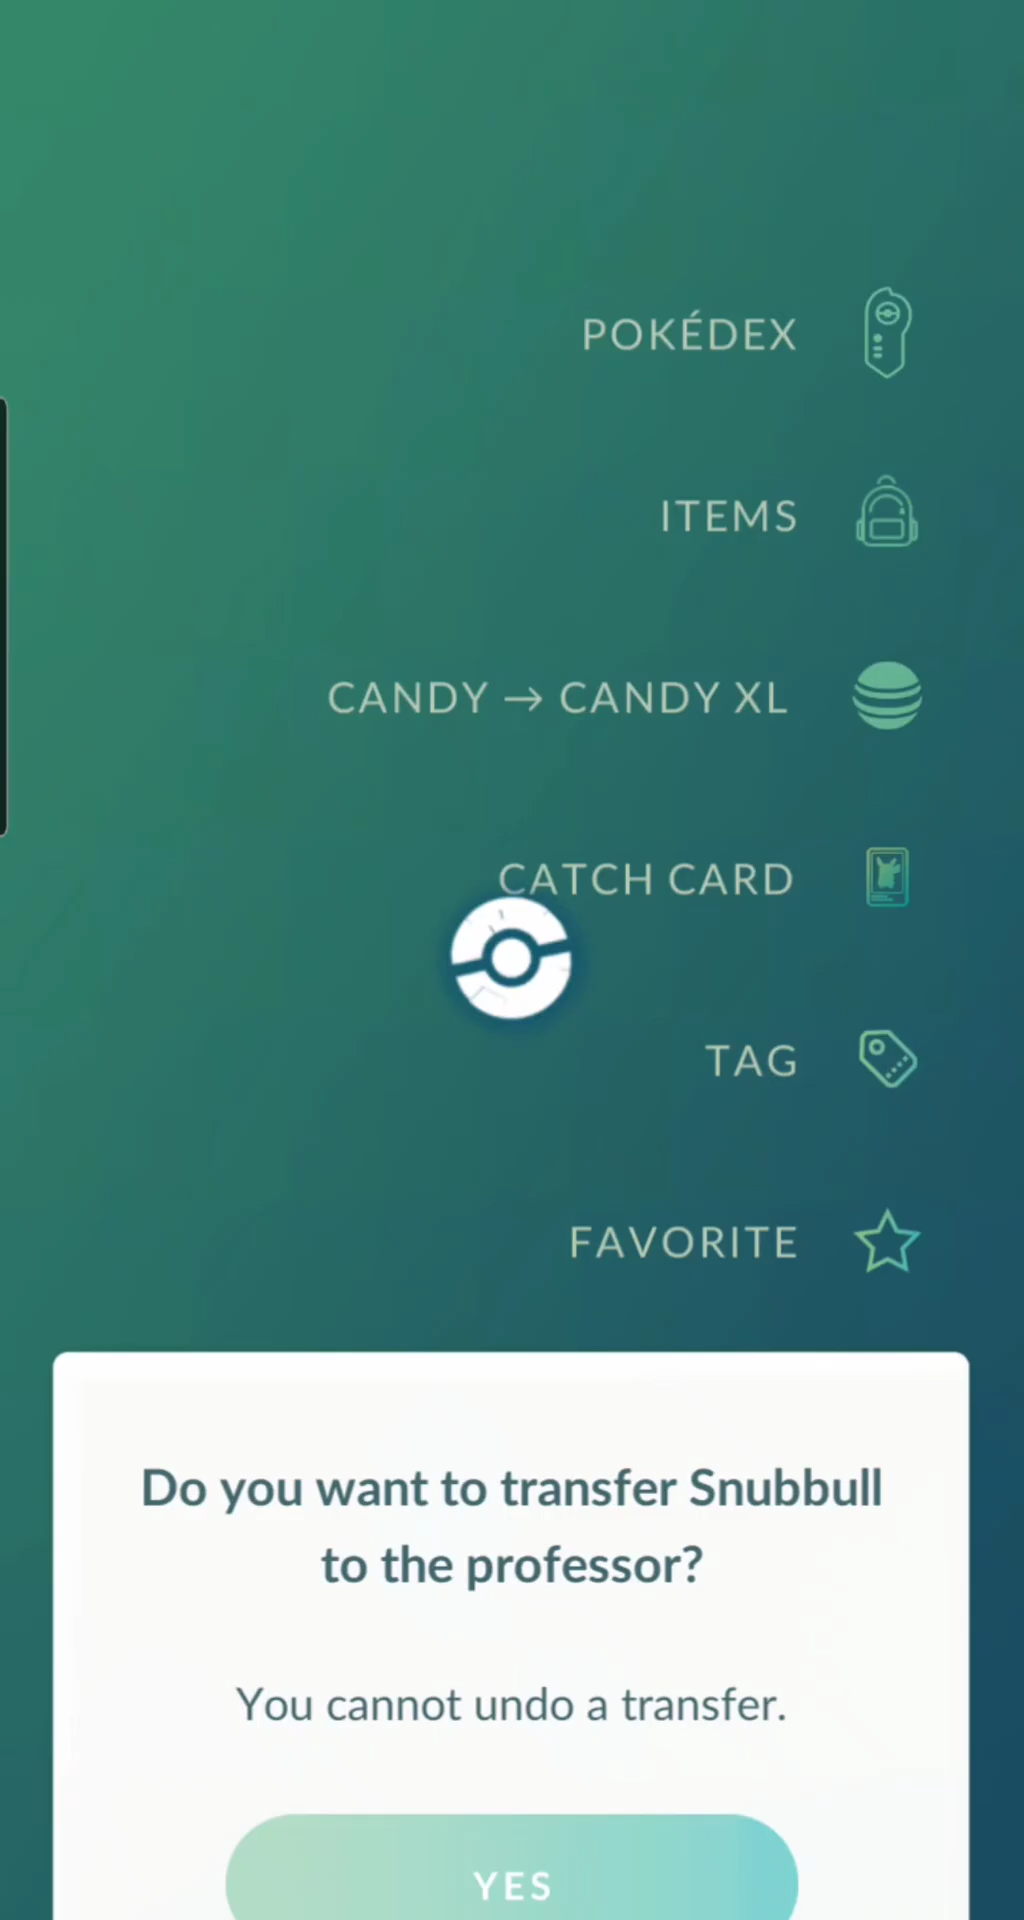 POKÉDEX
ITEMS
CANDY → CANDY XL
CATCH CARD
TAG
FAVORITE
Do you want to transfer Snubbull
to the professor?
You cannot undo a transfer.
YES